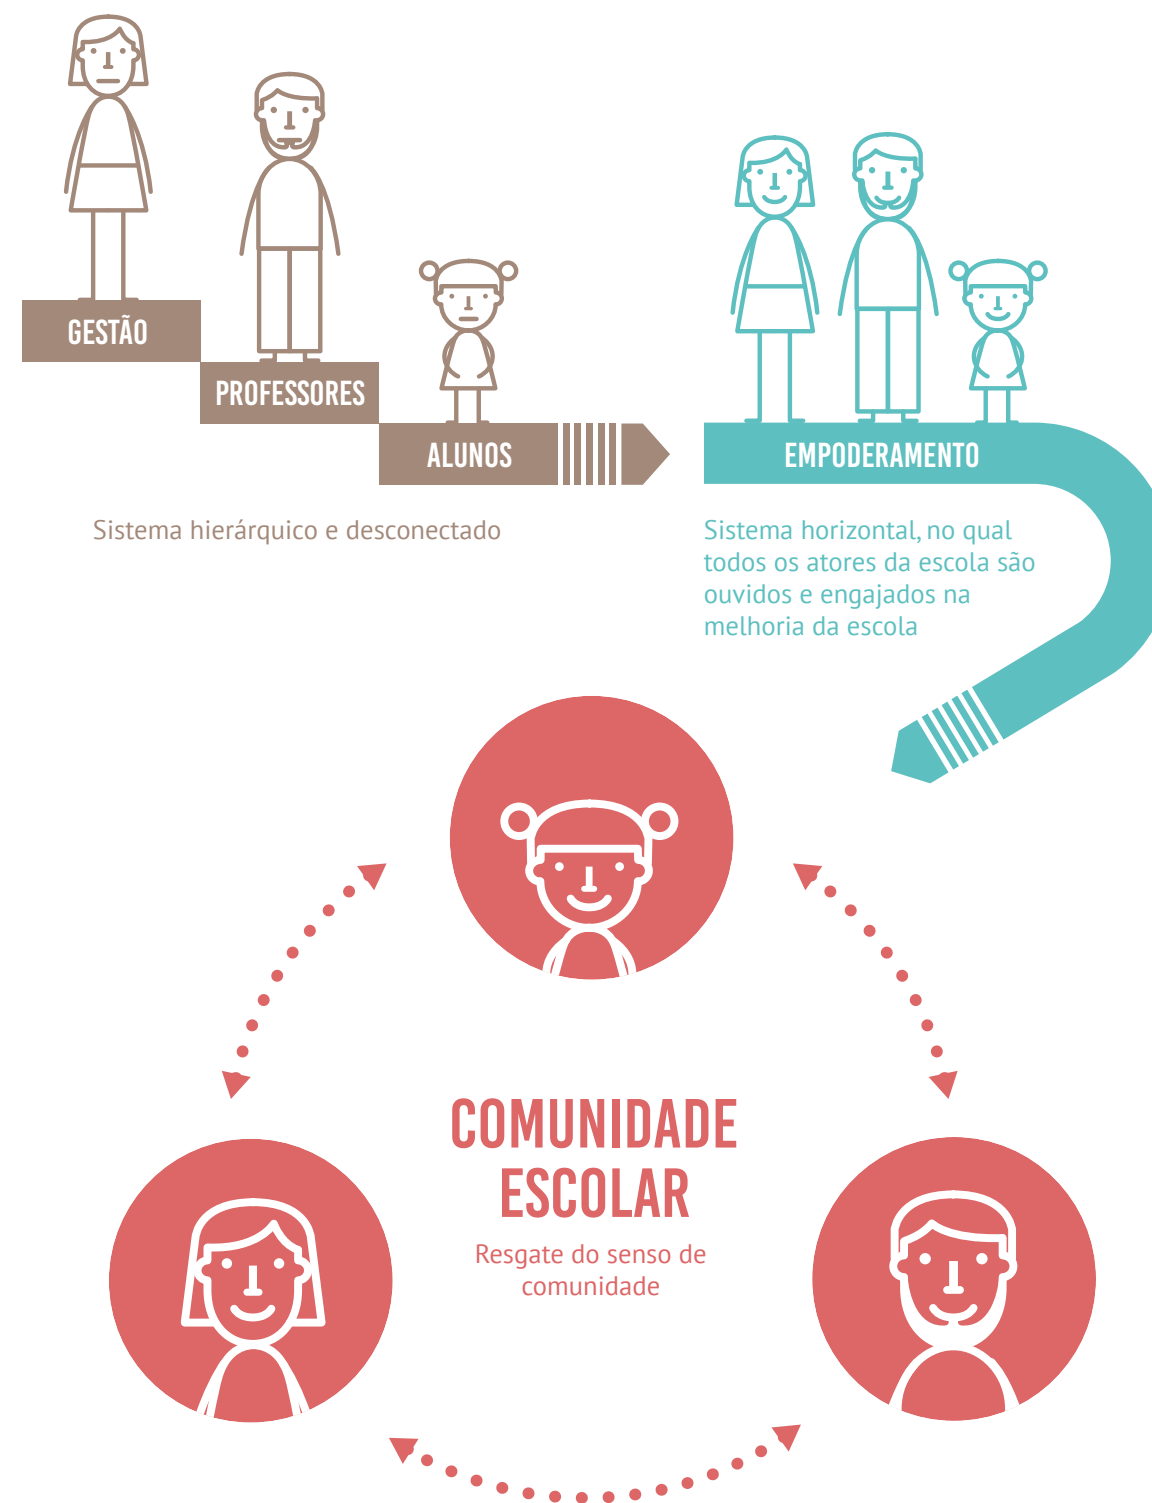 GESTÃO
PROFESSORES
ALUNOS
Sistema hierárquico e desconectado
EMPODERAMENTO
Sistema horizontal, no qual
todos os atores da escola são
ouvidos e engajados na
melhoria da escola
COMUNIDADE
ESCOLAR
Resgate do senso de
comunidade